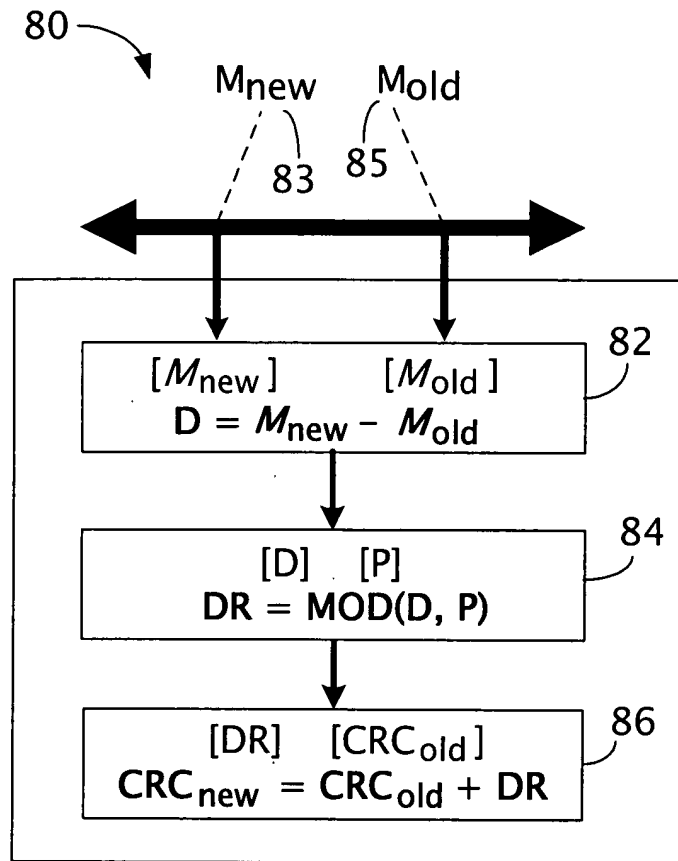 80
Mnew Mold
83 85
82
[Mnew] [Mold]
D = Mnew - Mold
84
[D] [P]
DR = MOD(D, P)
86
[DR] [CRCold]
CRCnew = CRCold + DR